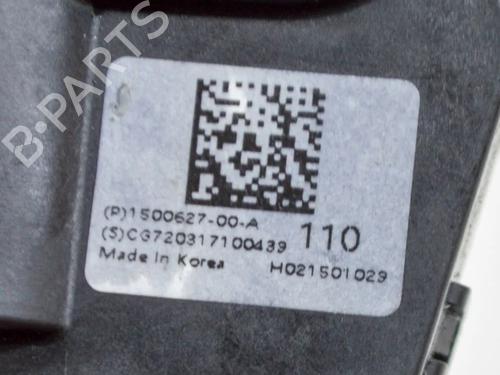 B-PARTS
(P)1500627-00-A
(S)CG720317100439 110
Made In Korea H021501029